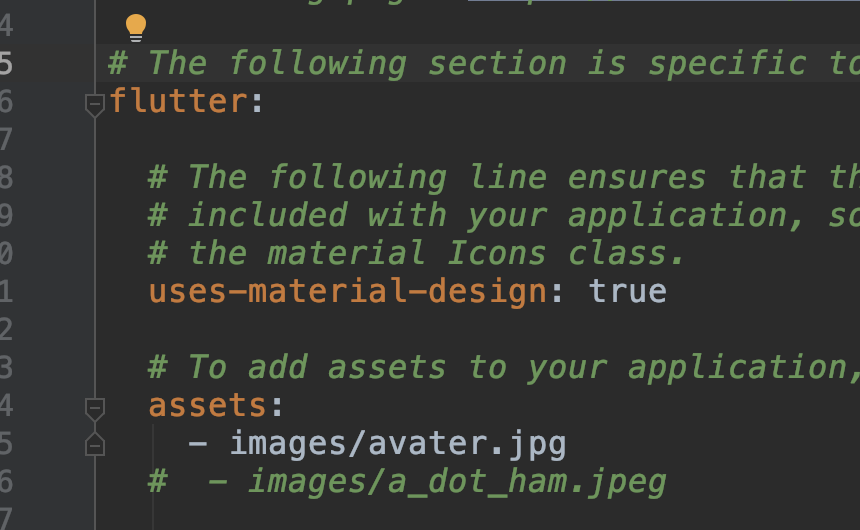 4
5 # The following section is specific to
6 flutter:
7
8 # The following line ensures that th
9 # included with your application, so
0 # the material Icons class.
1 uses-material-design: true
2
3 # To add assets to your application,
4 assets:
5 - images/avater.jpg
6 # - images/a_dot_ham.jpeg
7